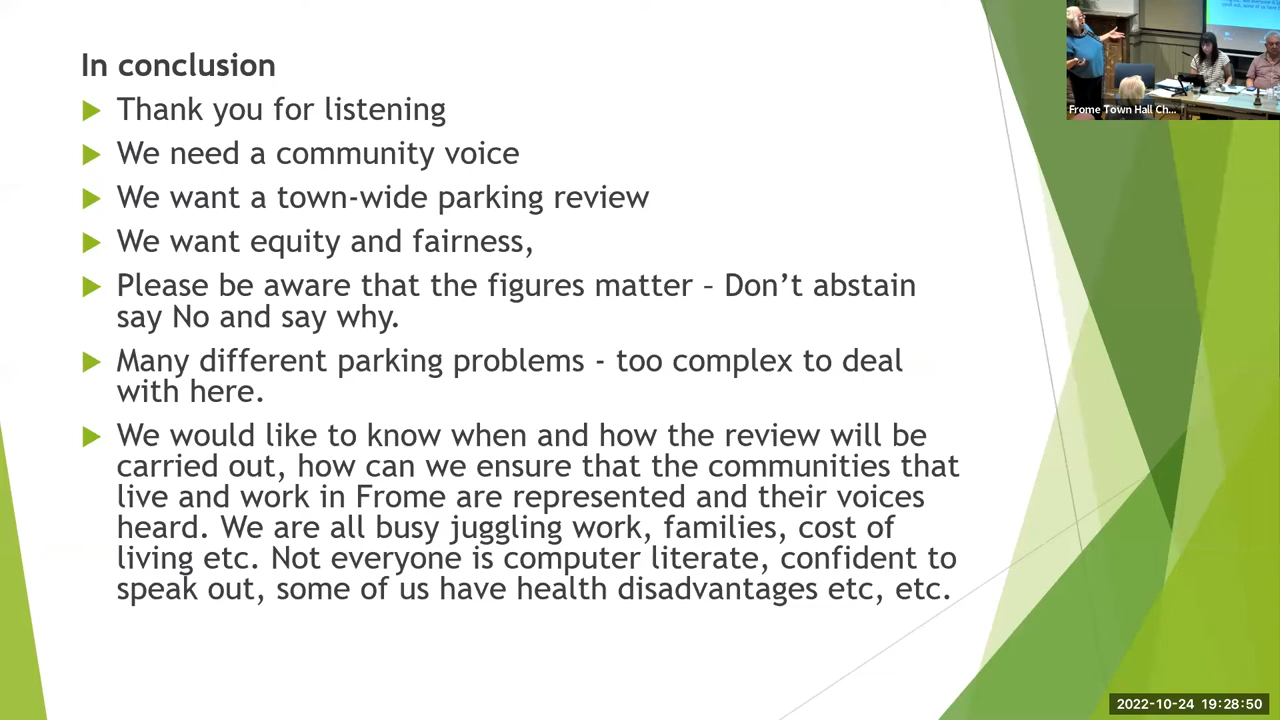 In conclusion
Thank you for listening
We need a community voice
We want a town-wide parking review
We want equity and fairness,
Please be aware that the figures matter – Don't abstain
say No and say why.
Many different parking problems - too complex to deal
with here.
We would like to know when and how the review will be
carried out, how can we ensure that the communities that
live and work in Frome are represented and their voices
heard. We are all busy juggling work, families, cost of
living etc. Not everyone is computer literate, confident to
speak out, some of us have health disadvantages etc, etc.
Frome Town Hall Ch...
2022-10-24 19:28:50